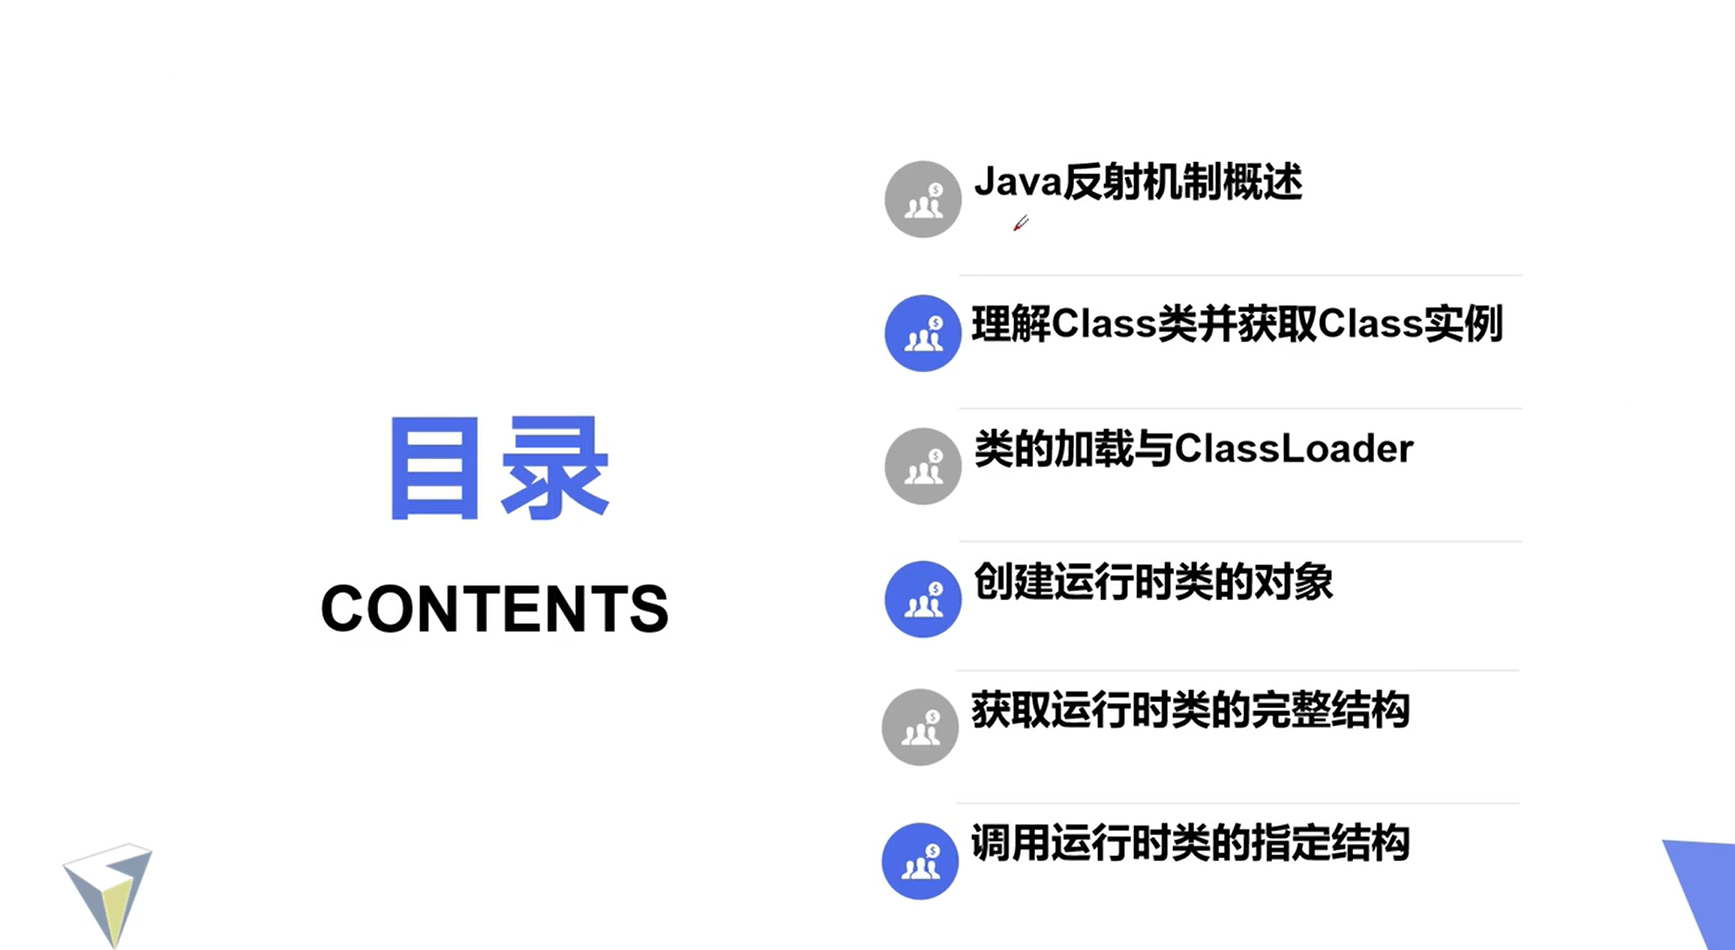 目录
CONTENTS
Java反射机制概述
理解Class类并获取Class实例
类的加载与ClassLoader
创建运行时类的对象
获取运行时类的完整结构
调用运行时类的指定结构